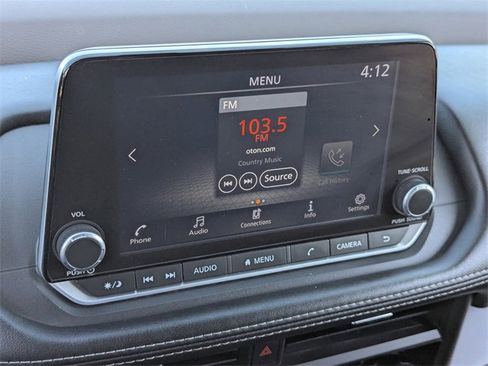 MENU
4:12
FM
103.5
FM
oton.com
Country Music
Source
Call History
Phone
Audio
Connections
Info
Settings
VOL
PUSH
TUNE·SCROLL
PUSH SOUND
AUDIO
MENU
CAMERA